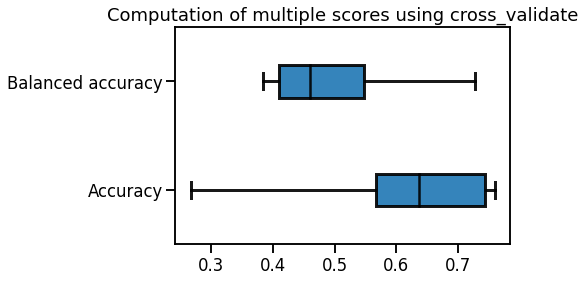 Computation of multiple scores using cross_validate
Balanced accuracy
Accuracy
0.3 0.4 0.5 0.6 0.7